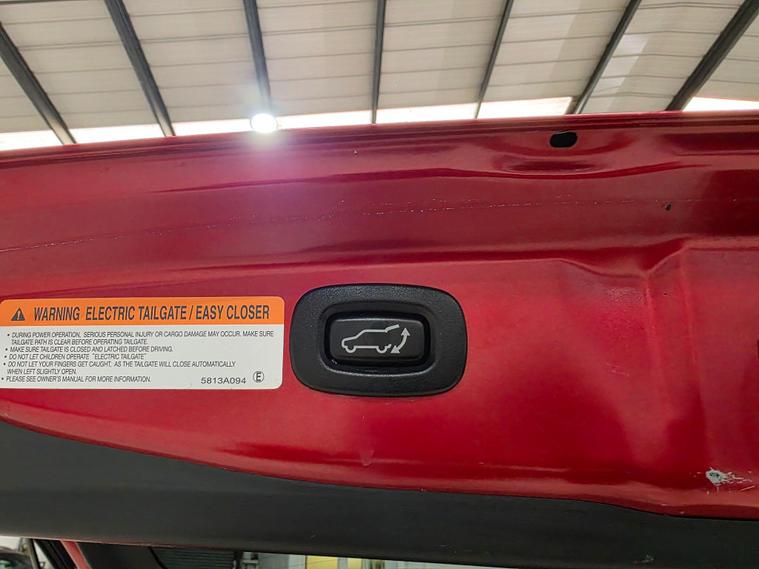 WARNING ELECTRIC TAILGATE / EASY CLOSER
• DURING POWER OPERATION, SERIOUS PERSONAL INJURY OR CARGO DAMAGE MAY OCCUR. MAKE SURE
TAILGATE PATH IS CLEAR BEFORE OPERATING TAILGATE.
• MAKE SURE TAILGATE IS CLOSED AND LATCHED BEFORE DRIVING.
• DO NOT LET CHILDREN OPERATE "ELECTRIC TAILGATE"
• DO NOT LET YOUR FINGERS GET CAUGHT, AS THE TAILGATE WILL CLOSE AUTOMATICALLY
WHEN LEFT SLIGHTLY OPEN.
• PLEASE SEE OWNER'S MANUAL FOR MORE INFORMATION.
5813A094 Ⓔ